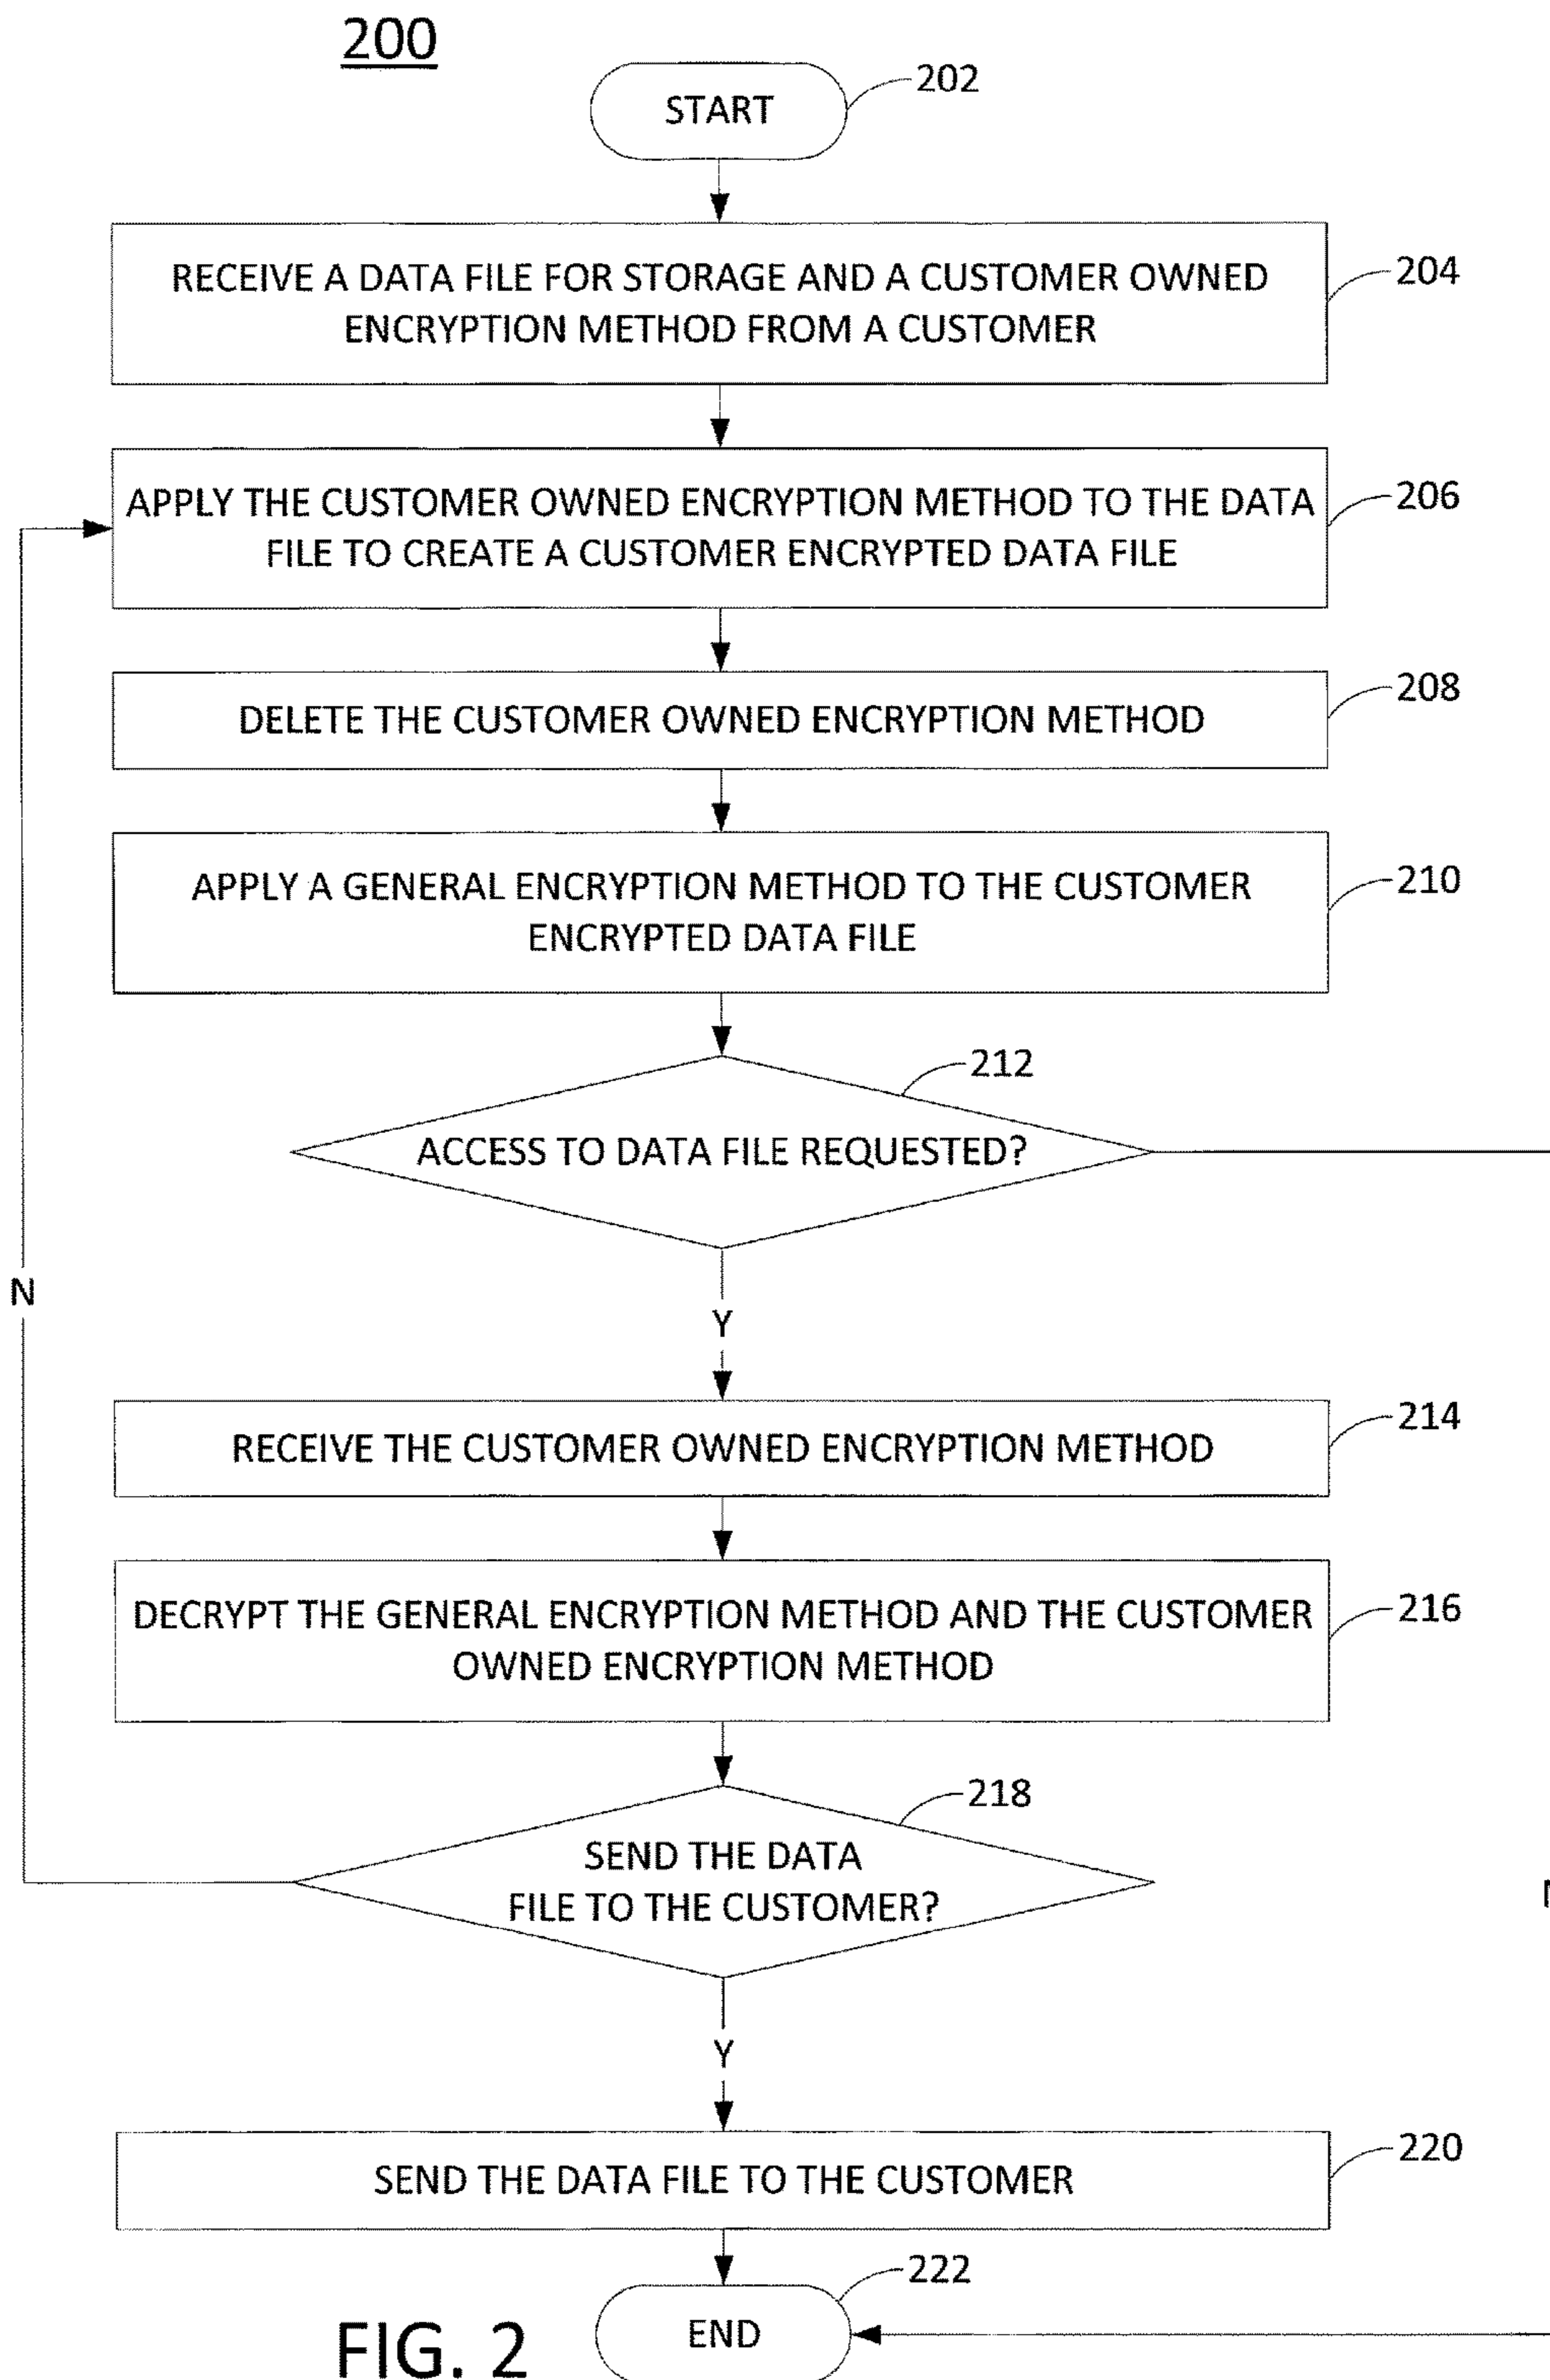 200
START
202
RECEIVE A DATA FILE FOR STORAGE AND A CUSTOMER OWNED
ENCRYPTION METHOD FROM A CUSTOMER
204
APPLY THE CUSTOMER OWNED ENCRYPTION METHOD TO THE DATA
FILE TO CREATE A CUSTOMER ENCRYPTED DATA FILE
206
DELETE THE CUSTOMER OWNED ENCRYPTION METHOD
208
APPLY A GENERAL ENCRYPTION METHOD TO THE CUSTOMER
ENCRYPTED DATA FILE
210
212
ACCESS TO DATA FILE REQUESTED?
N
Y
RECEIVE THE CUSTOMER OWNED ENCRYPTION METHOD
214
DECRYPT THE GENERAL ENCRYPTION METHOD AND THE CUSTOMER
OWNED ENCRYPTION METHOD
216
218
SEND THE DATA
FILE TO THE CUSTOMER?
Y
SEND THE DATA FILE TO THE CUSTOMER
220
222
END
FIG. 2